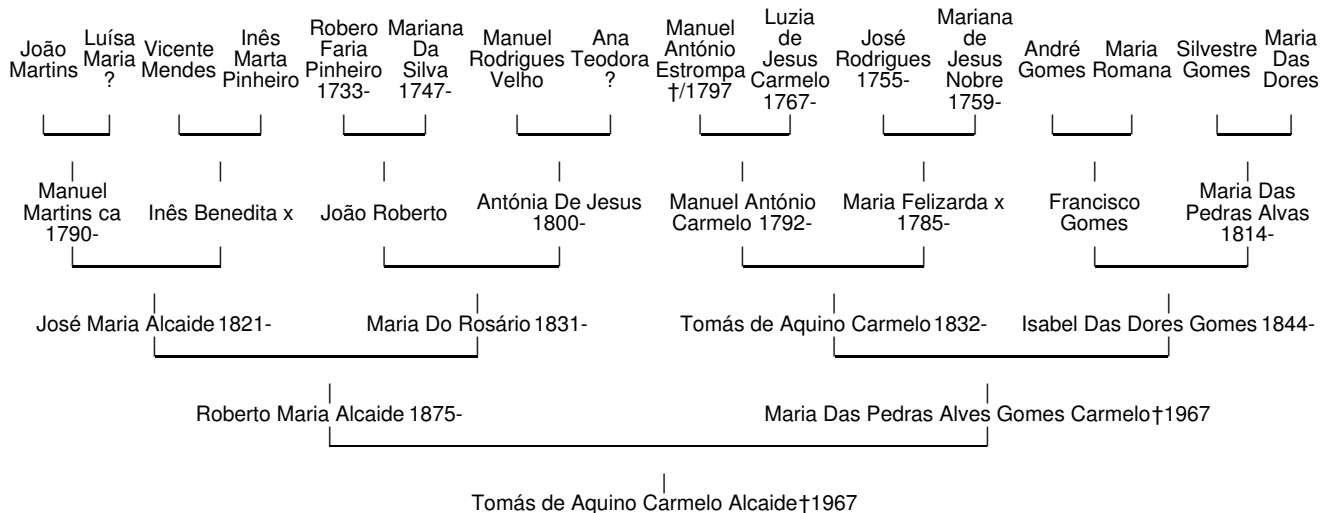 João
Martins
Luísa
Maria
?
Vicente
Mendes
Inês
Marta
Pinheiro
Robero
Faria
Pinheiro
1733-
Mariana
Da
Silva
1747-
Manuel
Rodrigues
Velho
Ana
Teodora
?
Manuel
António
Estrompa
†/1797
Luzia
de
Jesus
Carmelo
1767-
José
Rodrigues
1755-
Mariana
de
Jesus
Nobre
1759-
André
Gomes
Maria
Romana
Silvestre
Gomes
Maria
Das
Dores
Manuel
Martins ca
1790-
Inês Benedita x
João Roberto
Antónia De Jesus
1800-
Manuel António
Carmelo 1792-
Maria Felizarda x
1785-
Francisco
Gomes
Maria Das
Pedras Alvas
1814-
José Maria Alcaide 1821-
Maria Do Rosário 1831-
Tomás de Aquino Carmelo 1832-
Isabel Das Dores Gomes 1844-
Roberto Maria Alcaide 1875-
Maria Das Pedras Alves Gomes Carmelo †1967
Tomás de Aquino Carmelo Alcaide †1967